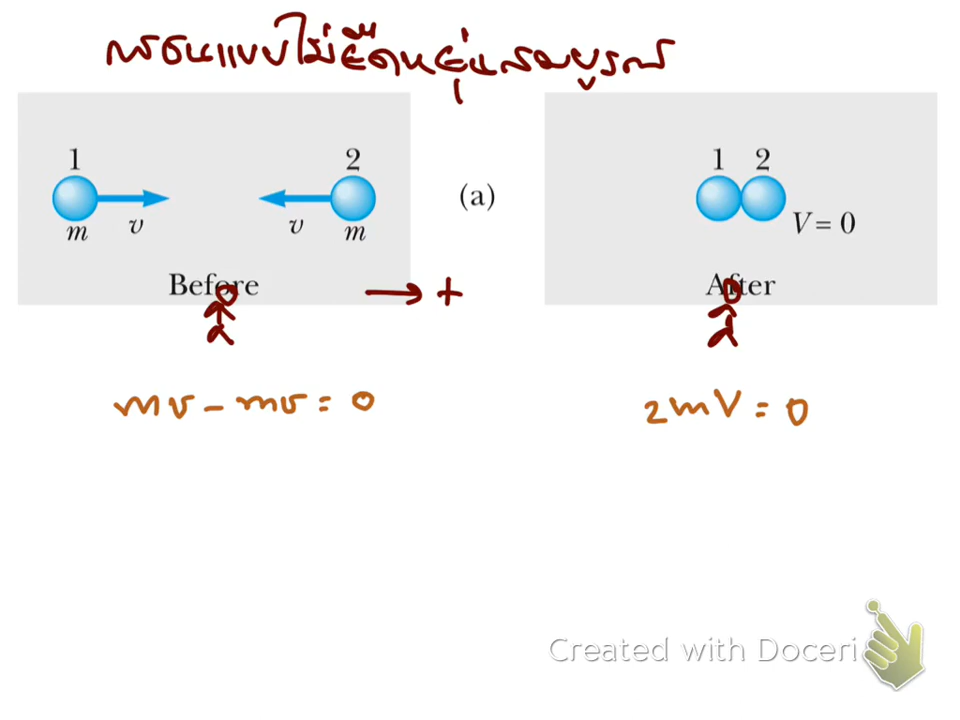 การชนแบบไม่ยืดหยุ่นสมบูรณ์
1
2
m
v
v
m
Before
(a)
1 2
V = 0
After
→ +
mv - mv = 0
2mV = 0
Created with Doceri